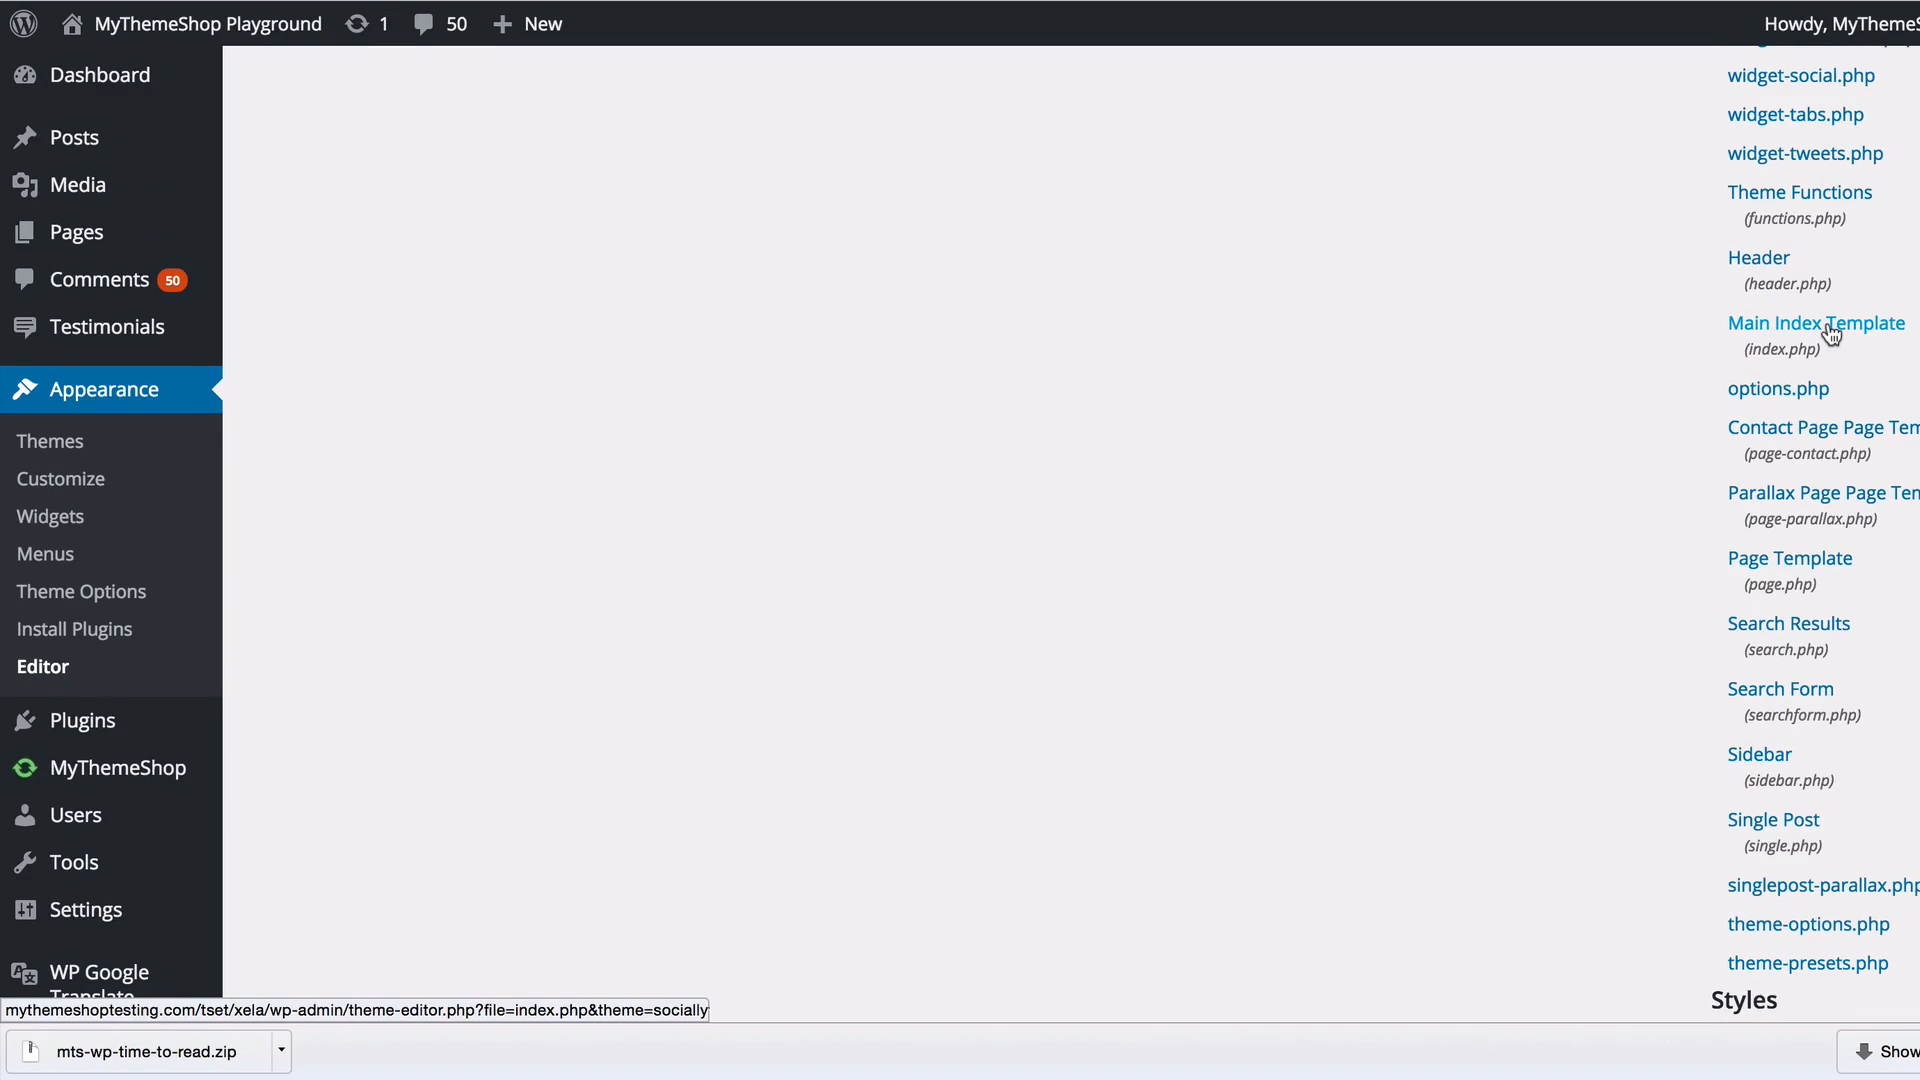 MyThemeShop Playground 1 50 New Howdy, MyThemeS
Dashboard
Posts
Media
Pages
Comments 50
Testimonials
Appearance
Themes
Customize
Widgets
Menus
Theme Options
Install Plugins
Editor
Plugins
MyThemeShop
Users
Tools
Settings
WP Google
Translate
widget-social.php
widget-tabs.php
widget-tweets.php
Theme Functions
(functions.php)
Header
(header.php)
Main Index Template
(index.php)
options.php
Contact Page Page Tem
(page-contact.php)
Parallax Page Page Tem
(page-parallax.php)
Page Template
(page.php)
Search Results
(search.php)
Search Form
(searchform.php)
Sidebar
(sidebar.php)
Single Post
(single.php)
singlepost-parallax.php
theme-options.php
theme-presets.php
Styles
mythemeshoptesting.com/tset/xela/wp-admin/theme-editor.php?file=index.php&theme=socially
mts-wp-time-to-read.zip
Show